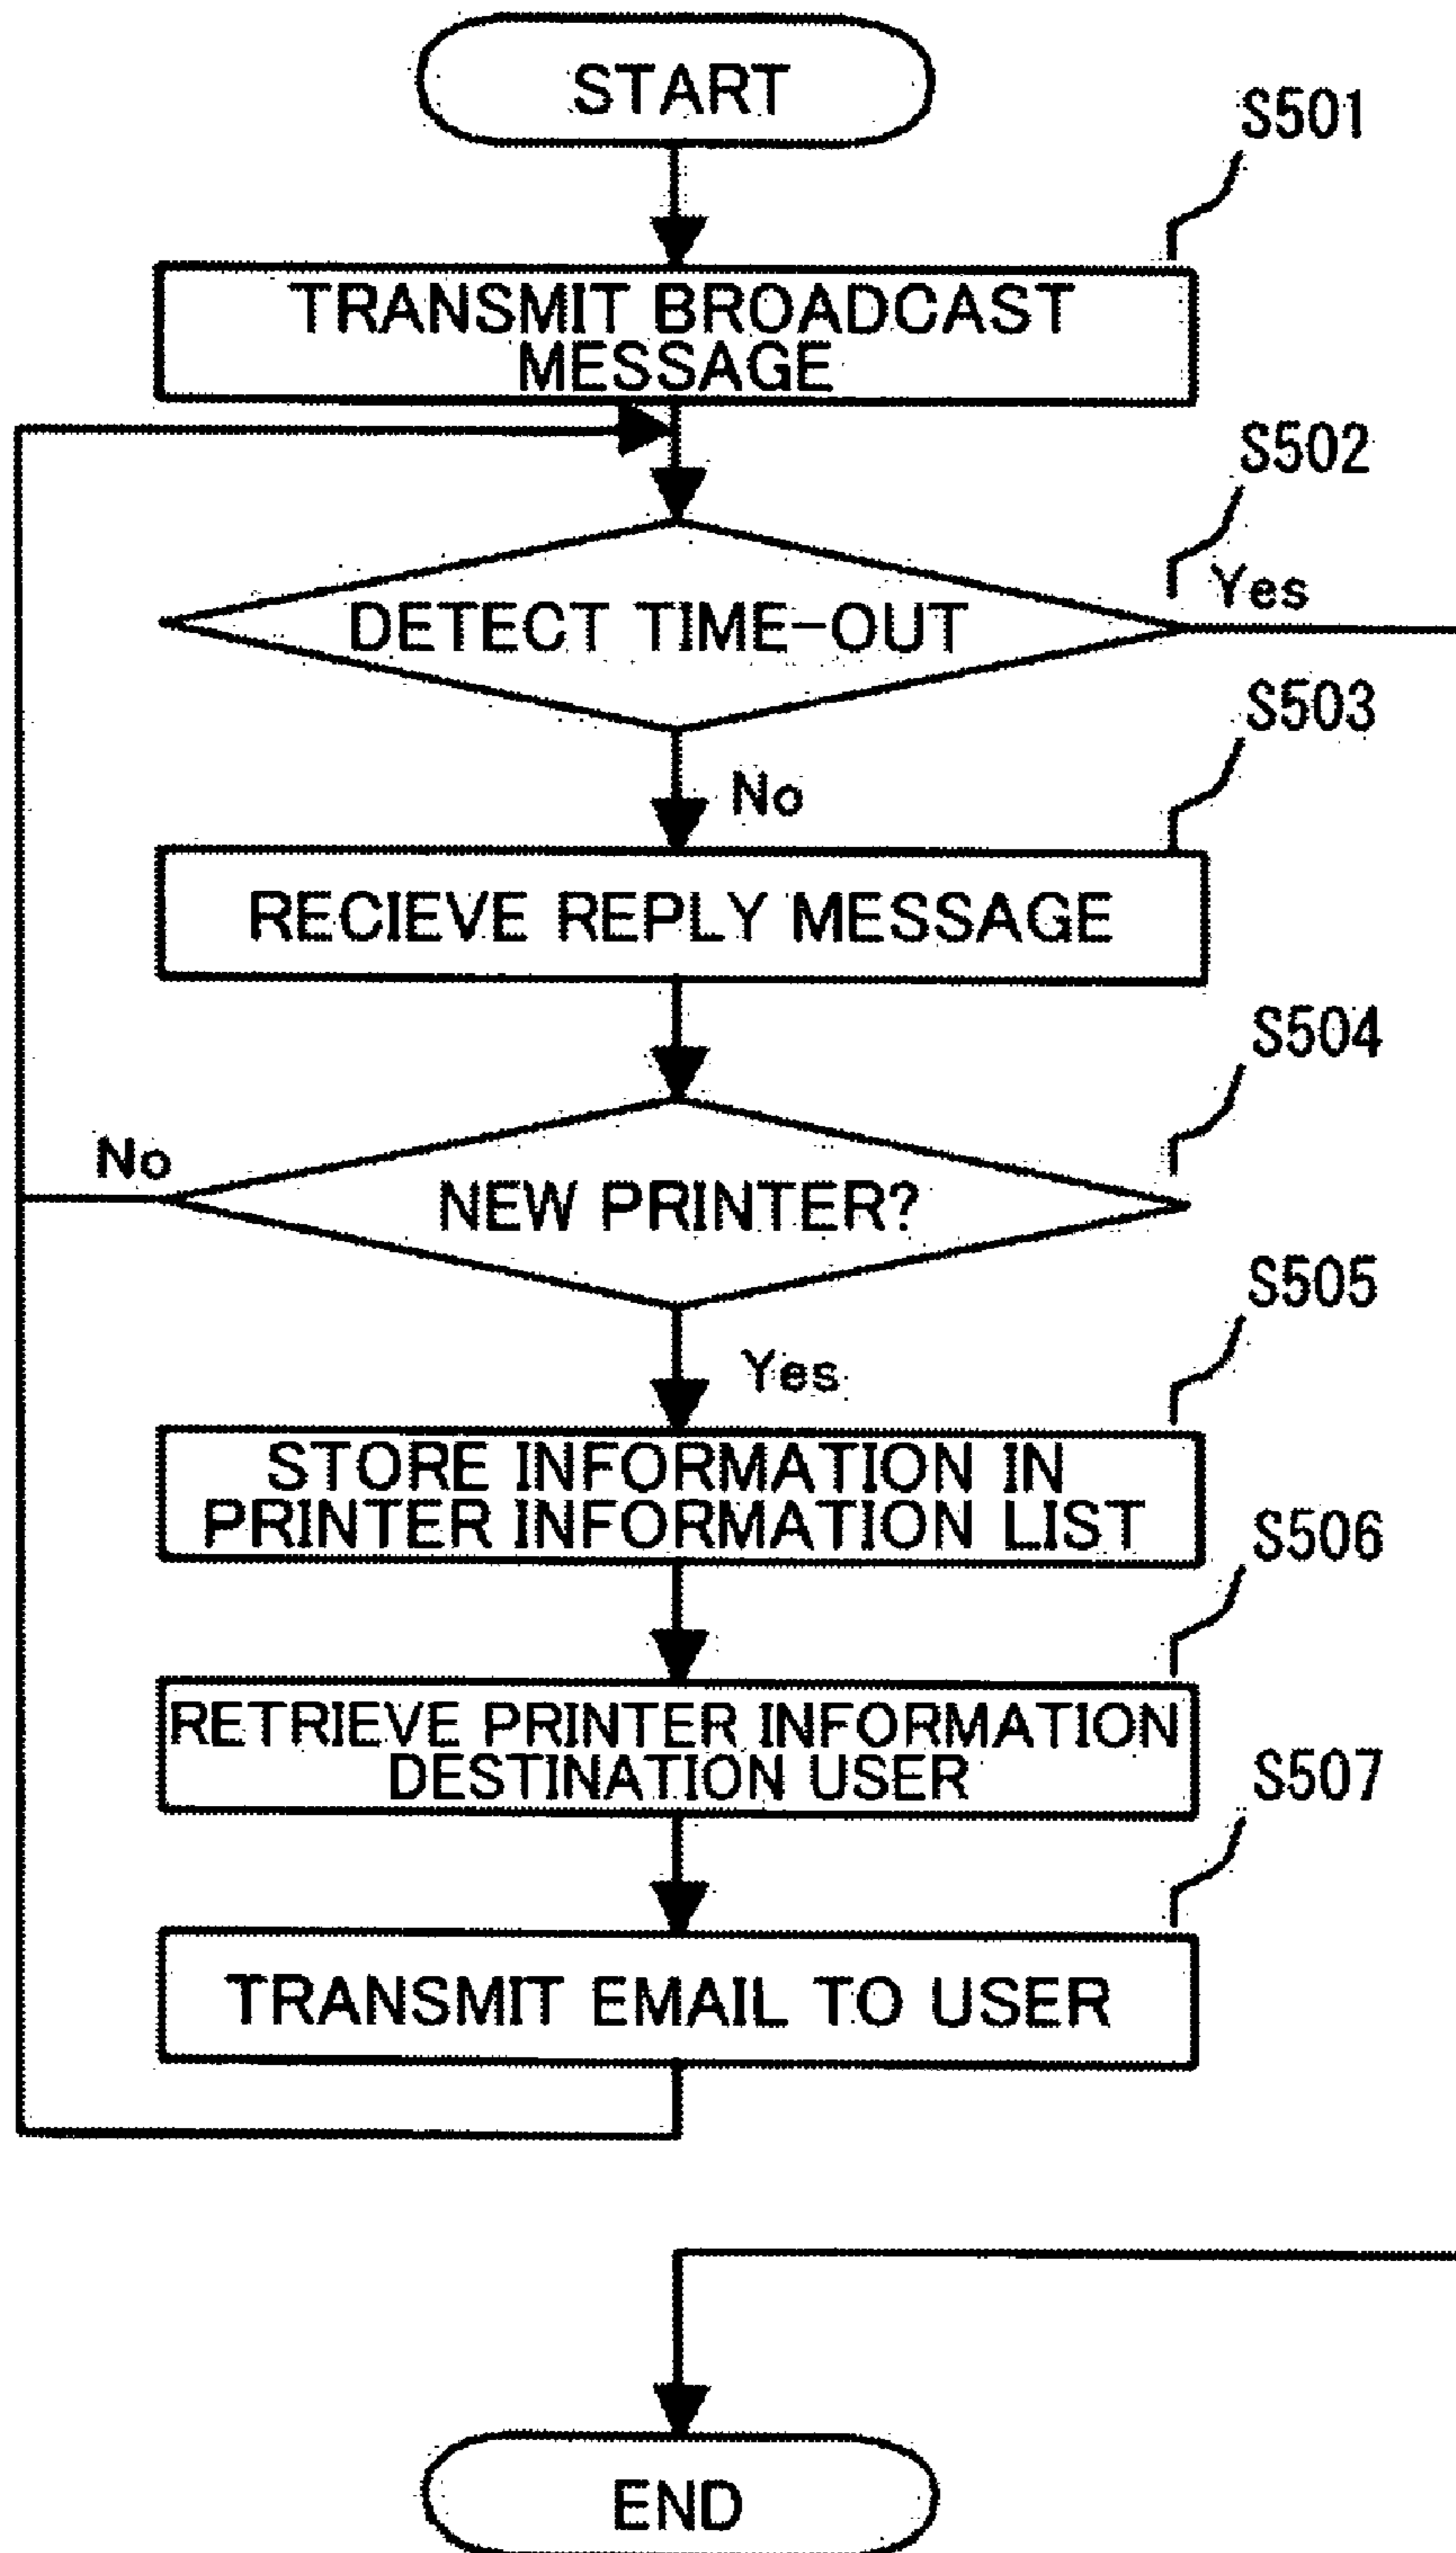 START
S501
TRANSMIT BROADCAST
MESSAGE
S502
DETECT TIME-OUT
Yes
No
S503
RECIEVE REPLY MESSAGE
S504
No
NEW PRINTER?
Yes
S505
STORE INFORMATION IN
PRINTER INFORMATION LIST
S506
RETRIEVE PRINTER INFORMATION
DESTINATION USER
S507
TRANSMIT EMAIL TO USER
END